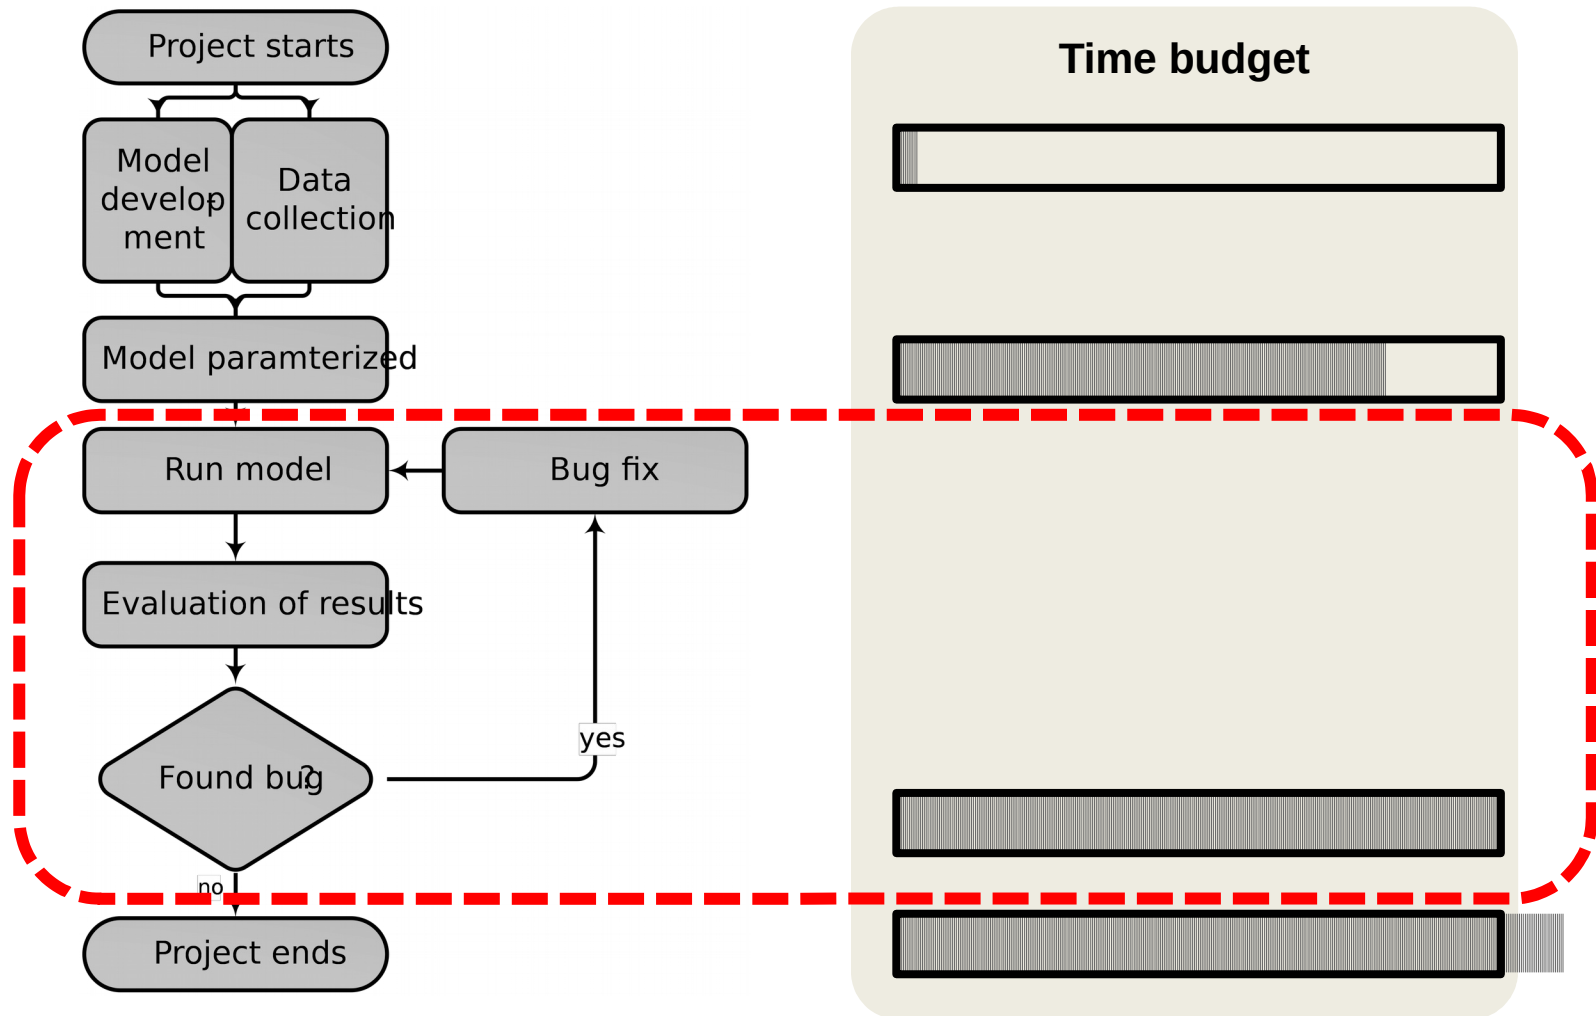 Project starts
Time budget
Model
develop-
ment
Data
collection
Model paramterized
Run model
Bug fix
Evaluation of results
yes
Found bug?
no
Project ends